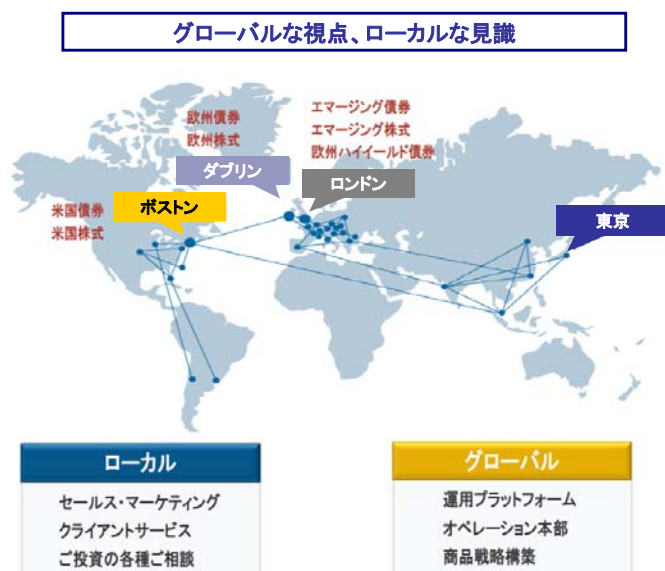 グローバルな視点、ローカルな見識
欧州債券
欧州株式
エマージング債券
エマージング株式
欧州ハイイールド債券
ダブリン
ロンドン
米国債券
米国株式
ボストン
東京
ローカル
セールス・マーケティング
クライアントサービス
ご投資の各種ご相談
グローバル
運用プラットフォーム
オペレーション本部
商品戦略構築